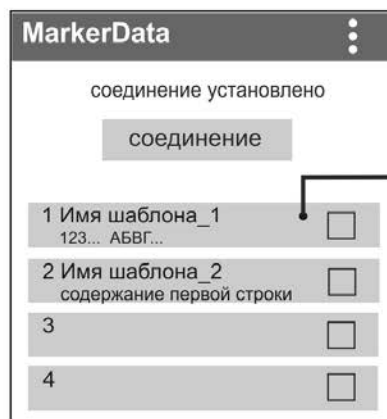 MarkerData
соединение установлено
соединение
1 Имя шаблона_1
123... АБВГ...
2 Имя шаблона_2
содержание первой строки
3
4